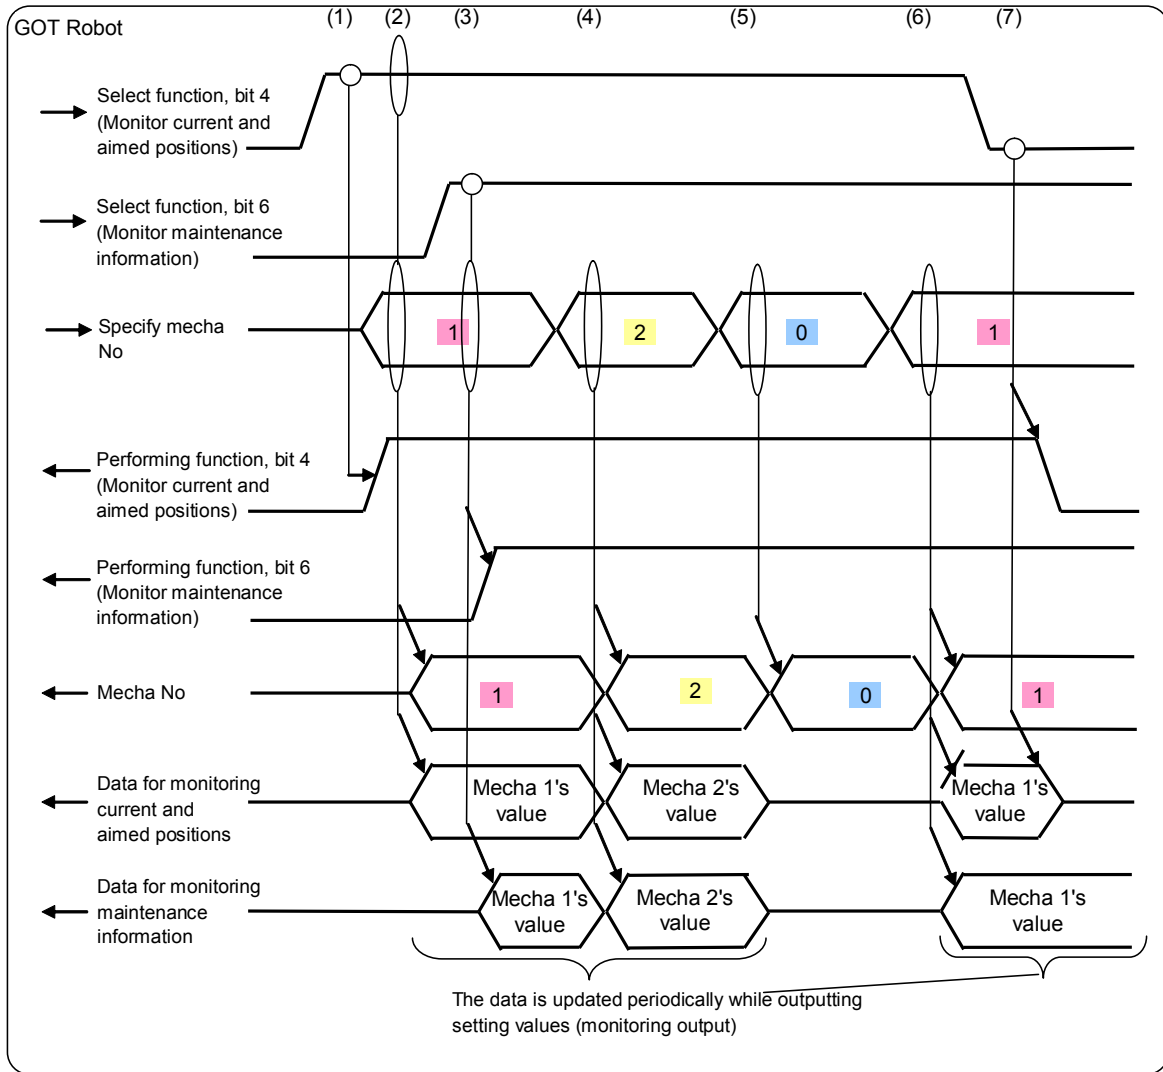 (1) (2) (3) (4) (5) (6) (7)
GOT Robot
Select function, bit 4
(Monitor current and
aimed positions)
Select function, bit 6
(Monitor maintenance
information)
Specify mecha
No
1 2 0 1
Performing function, bit 4
(Monitor current and
aimed positions)
Performing function, bit 6
(Monitor maintenance
information)
Mecha No
1 2 0 1
Data for monitoring
current and
aimed positions
Mecha 1's
value
Mecha 2's
value
Mecha 1's
value
Data for monitoring
maintenance
information
Mecha 1's
value
Mecha 2's
value
Mecha 1's
value
The data is updated periodically while outputting
setting values (monitoring output)